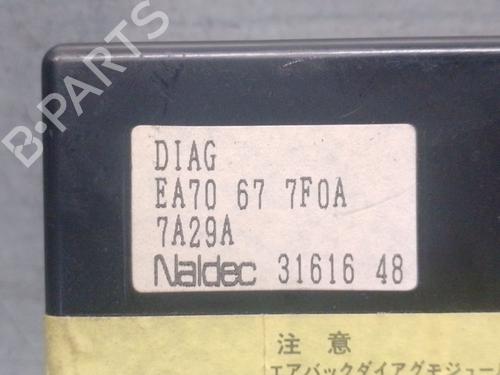 B-PARTS
DIAG
EA70 67 7F0A
7A29A
Naldec 31616 48
注意
エアバックダイアグモジュール